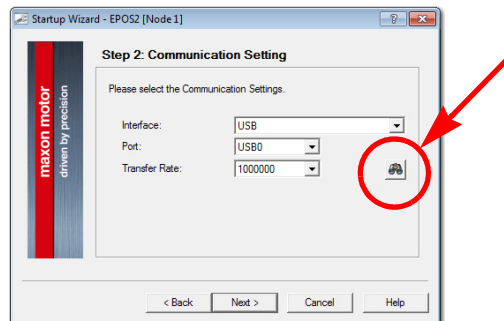 Startup Wizard - EPOS2 [Node 1]
Step 2: Communication Setting
maxon motor
driven by precision
Please select the Communication Settings.
Interface: USB
Port: USB0
Transfer Rate: 1000000
< Back Next > Cancel Help